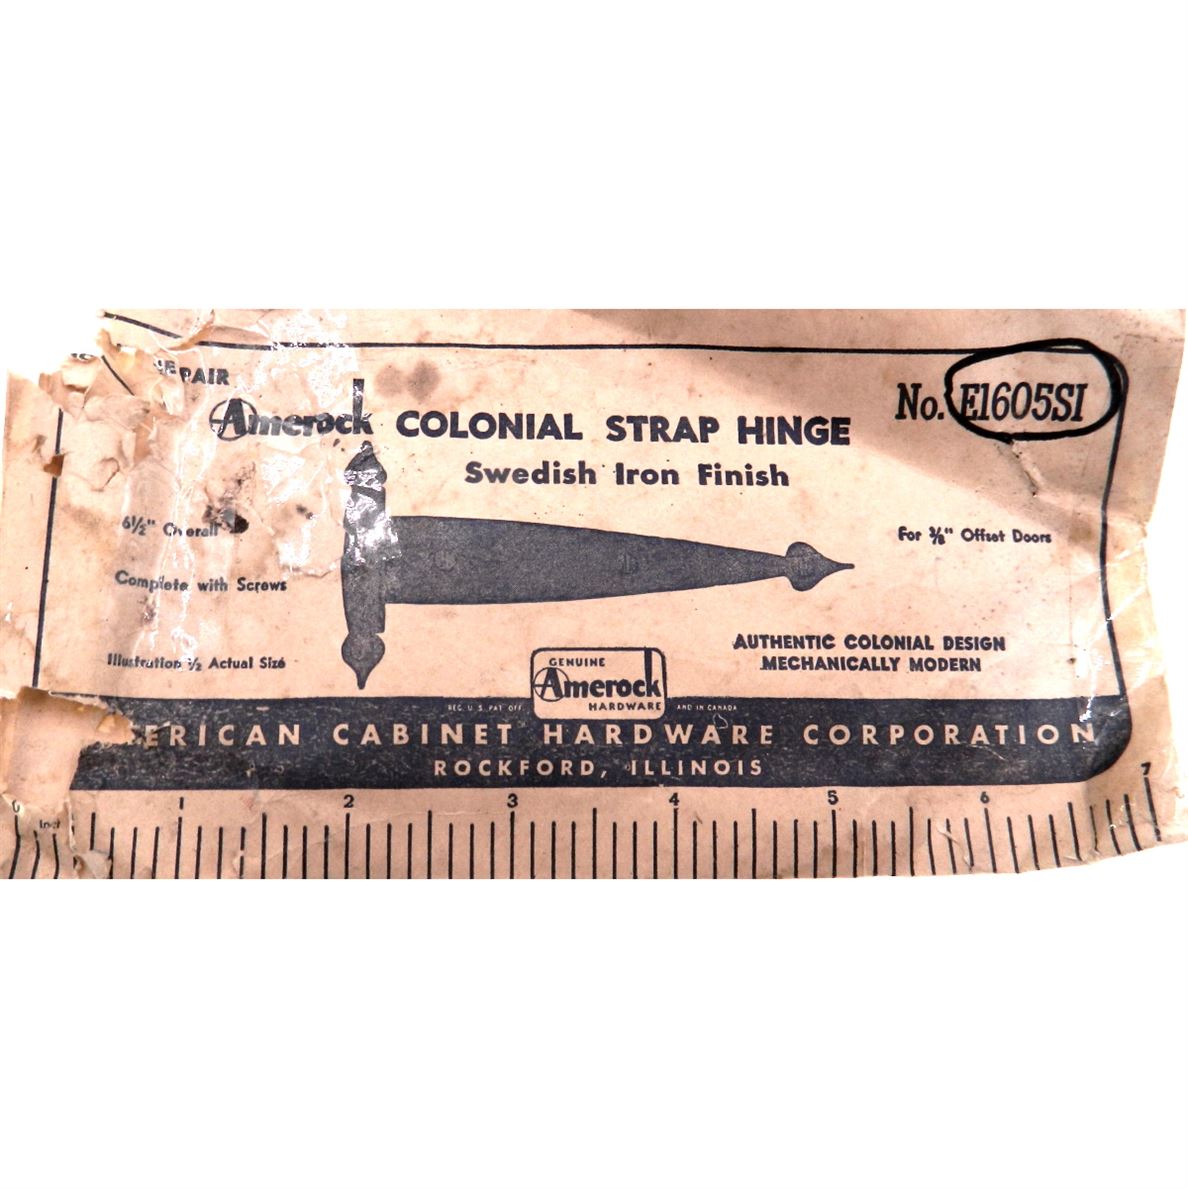 PAIR
No. E1605SI
Amerock COLONIAL STRAP HINGE
Swedish Iron Finish
6½" Overall
For ⅜" Offset Doors
Complete with Screws
Illustration ½ Actual Size
AUTHENTIC COLONIAL DESIGN
MECHANICALLY MODERN
GENUINE
Amerock
HARDWARE
REG. U.S. PAT. OFF. AND IN CANADA
ERICAN CABINET HARDWARE CORPORATION
ROCKFORD, ILLINOIS
0 1 2 3 4 5 6 7